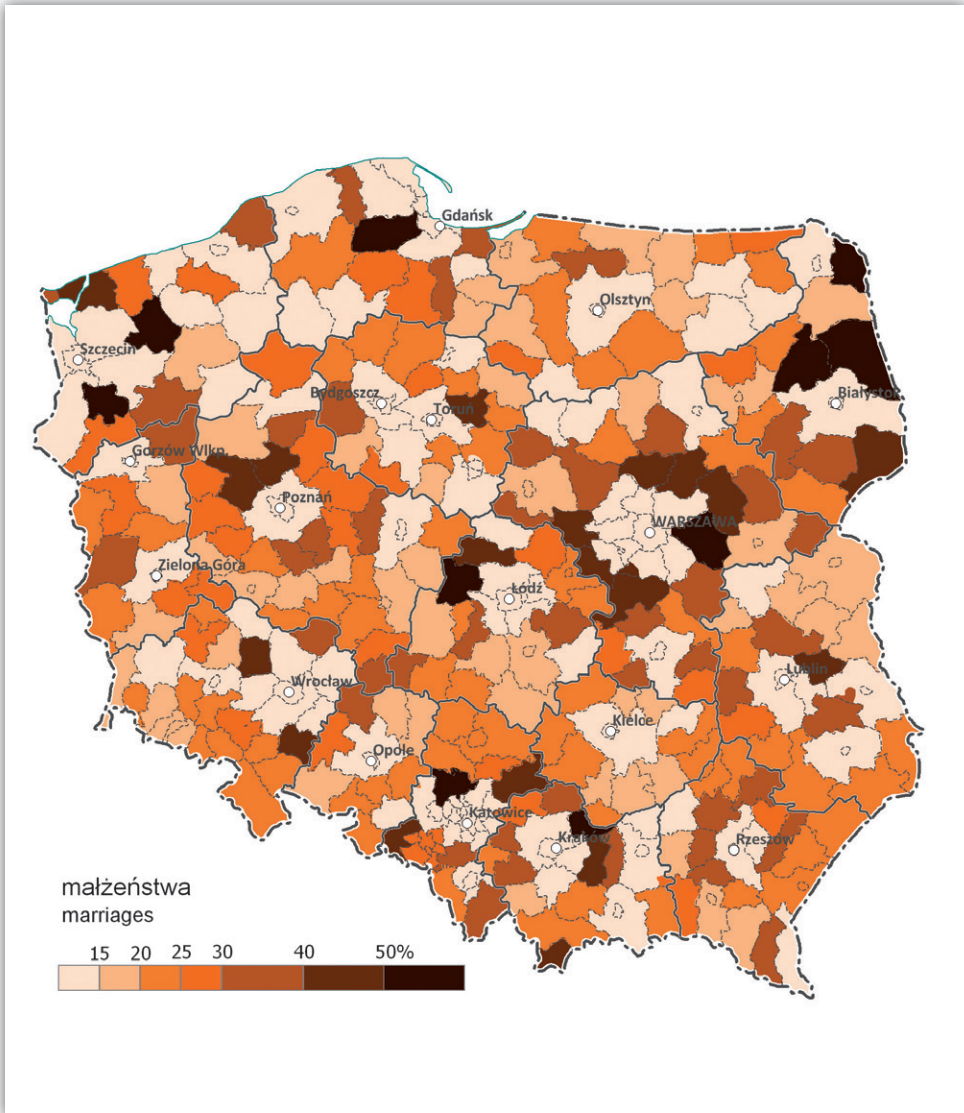 Gdańsk
Olsztyn
Szczecin
Białystok
Bydgoszcz
Toruń
Gorzów Wlkp.
Poznań
WARSZAWA
Zielona Góra
Łódź
Wrocław
Lublin
Kielce
Opole
Katowice
Kraków
Rzeszów
małżeństwa
marriages
15 20 25 30 40 50%